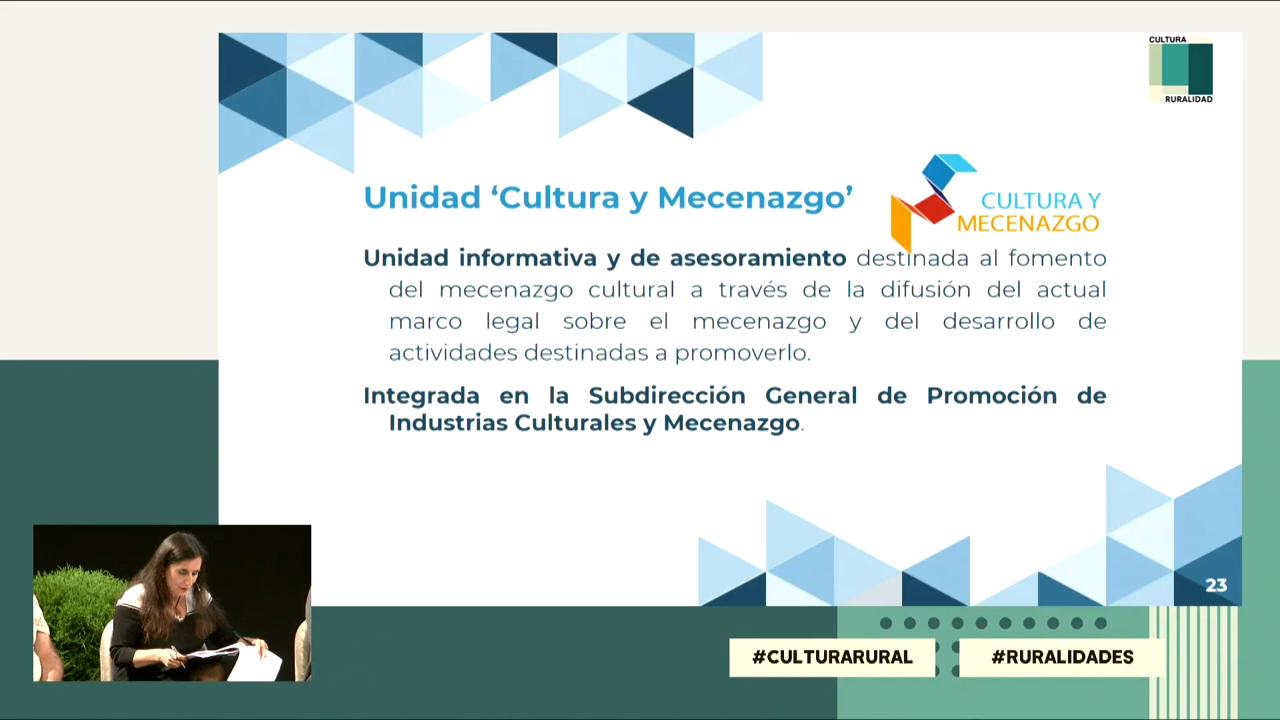 CULTURA
RURALIDAD
Unidad ‘Cultura y Mecenazgo’
CULTURA Y
MECENAZGO
Unidad informativa y de asesoramiento destinada al fomento
del mecenazgo cultural a través de la difusión del actual
marco legal sobre el mecenazgo y del desarrollo de
actividades destinadas a promoverlo.
Integrada en la Subdirección General de Promoción de
Industrias Culturales y Mecenazgo.
23
#CULTURARURAL
#RURALIDADES